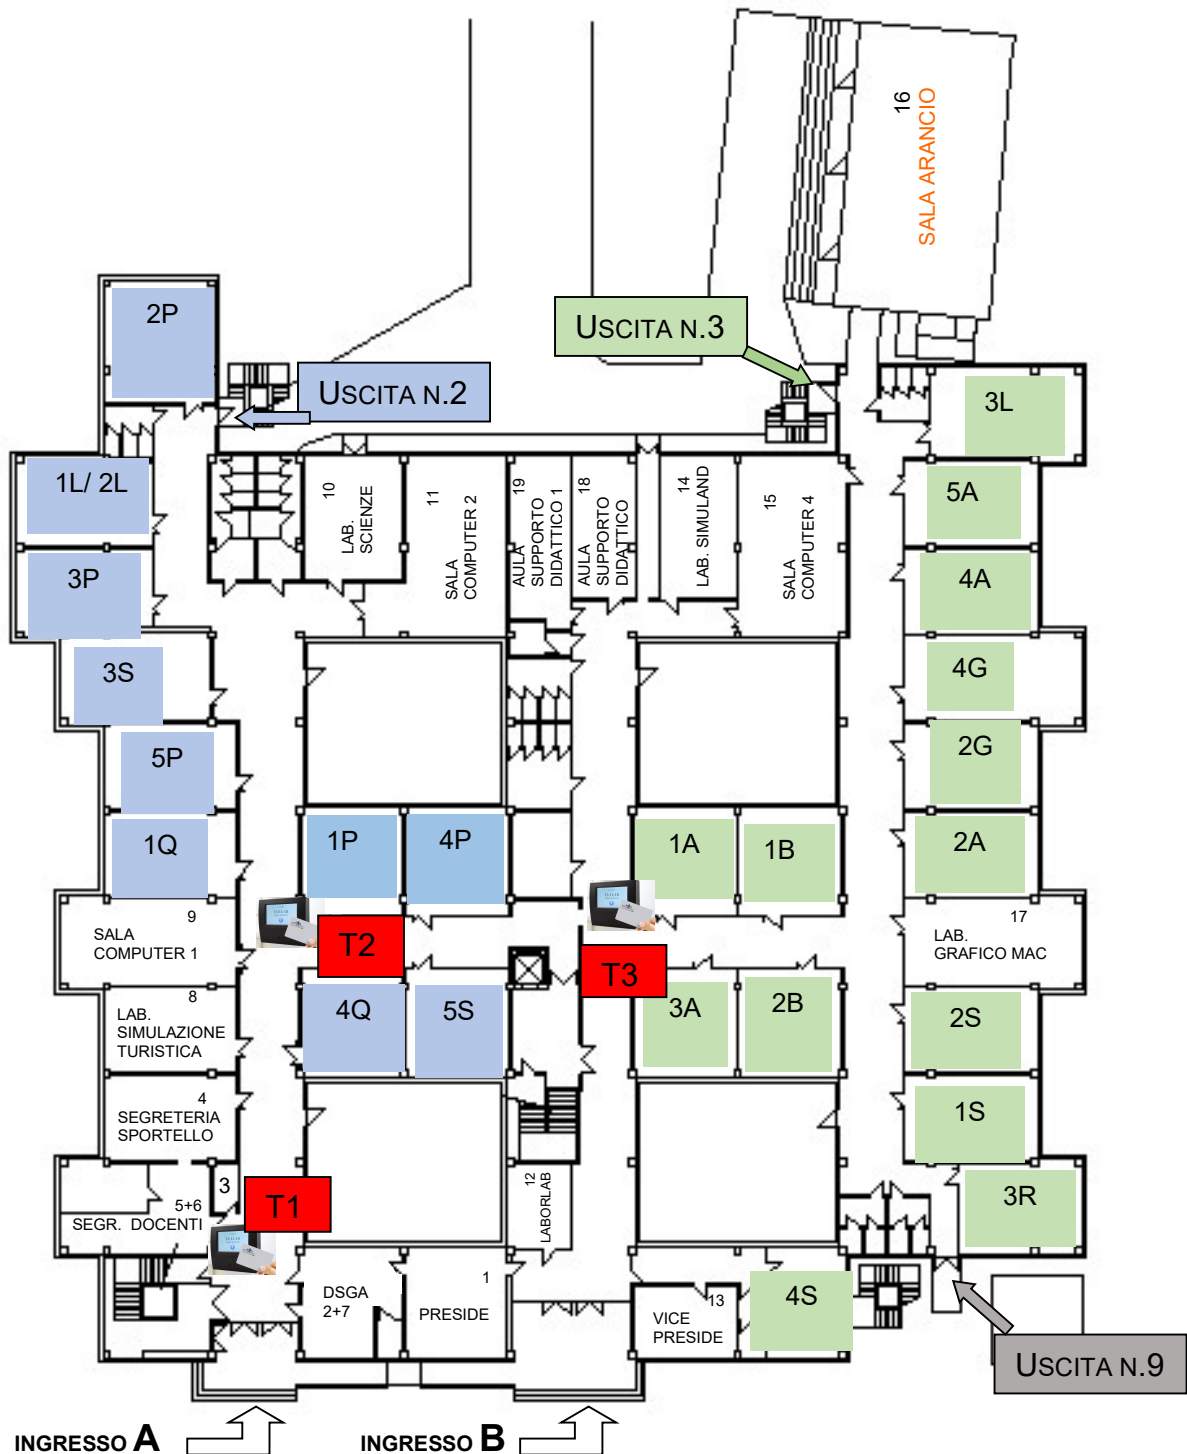 16
SALA ARANCIO
2P
USCITA N.3
USCITA N.2
3L
1L/ 2L
10
LAB.
SCIENZE
11
SALA
COMPUTER 2
19
AULA
SUPPORTO
DIDATTICO 1
18
AULA
SUPPORTO
DIDATTICO
14
LAB. SIMULAND
15
SALA
COMPUTER 4
5A
3P
4A
3S
4G
5P
2G
1Q
1P
4P
1A
1B
2A
9
SALA
COMPUTER 1
T2
T3
17
LAB.
GRAFICO MAC
8
LAB.
SIMULAZIONE
TURISTICA
4Q
5S
3A
2B
2S
4
SEGRETERIA
SPORTELLO
1S
3
T1
5+6
SEGR. DOCENTI
12
LABORLAB
3R
DSGA
2+7
1
PRESIDE
13
VICE
PRESIDE
4S
USCITA N.9
INGRESSO A
INGRESSO B